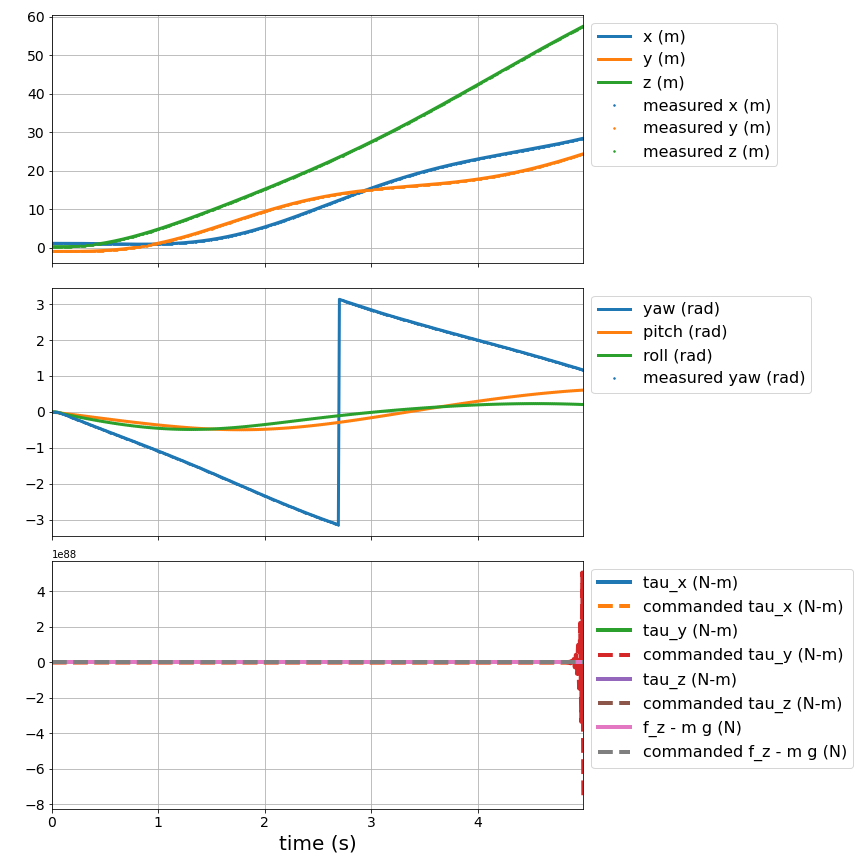 60
50
40
30
20
10
0
x (m)
y (m)
z (m)
measured x (m)
measured y (m)
measured z (m)
3
2
1
0
−1
−2
−3
yaw (rad)
pitch (rad)
roll (rad)
measured yaw (rad)
1e88
4
2
0
−2
−4
−6
−8
0 1 2 3 4
time (s)
tau_x (N-m)
commanded tau_x (N-m)
tau_y (N-m)
commanded tau_y (N-m)
tau_z (N-m)
commanded tau_z (N-m)
f_z - m g (N)
commanded f_z - m g (N)